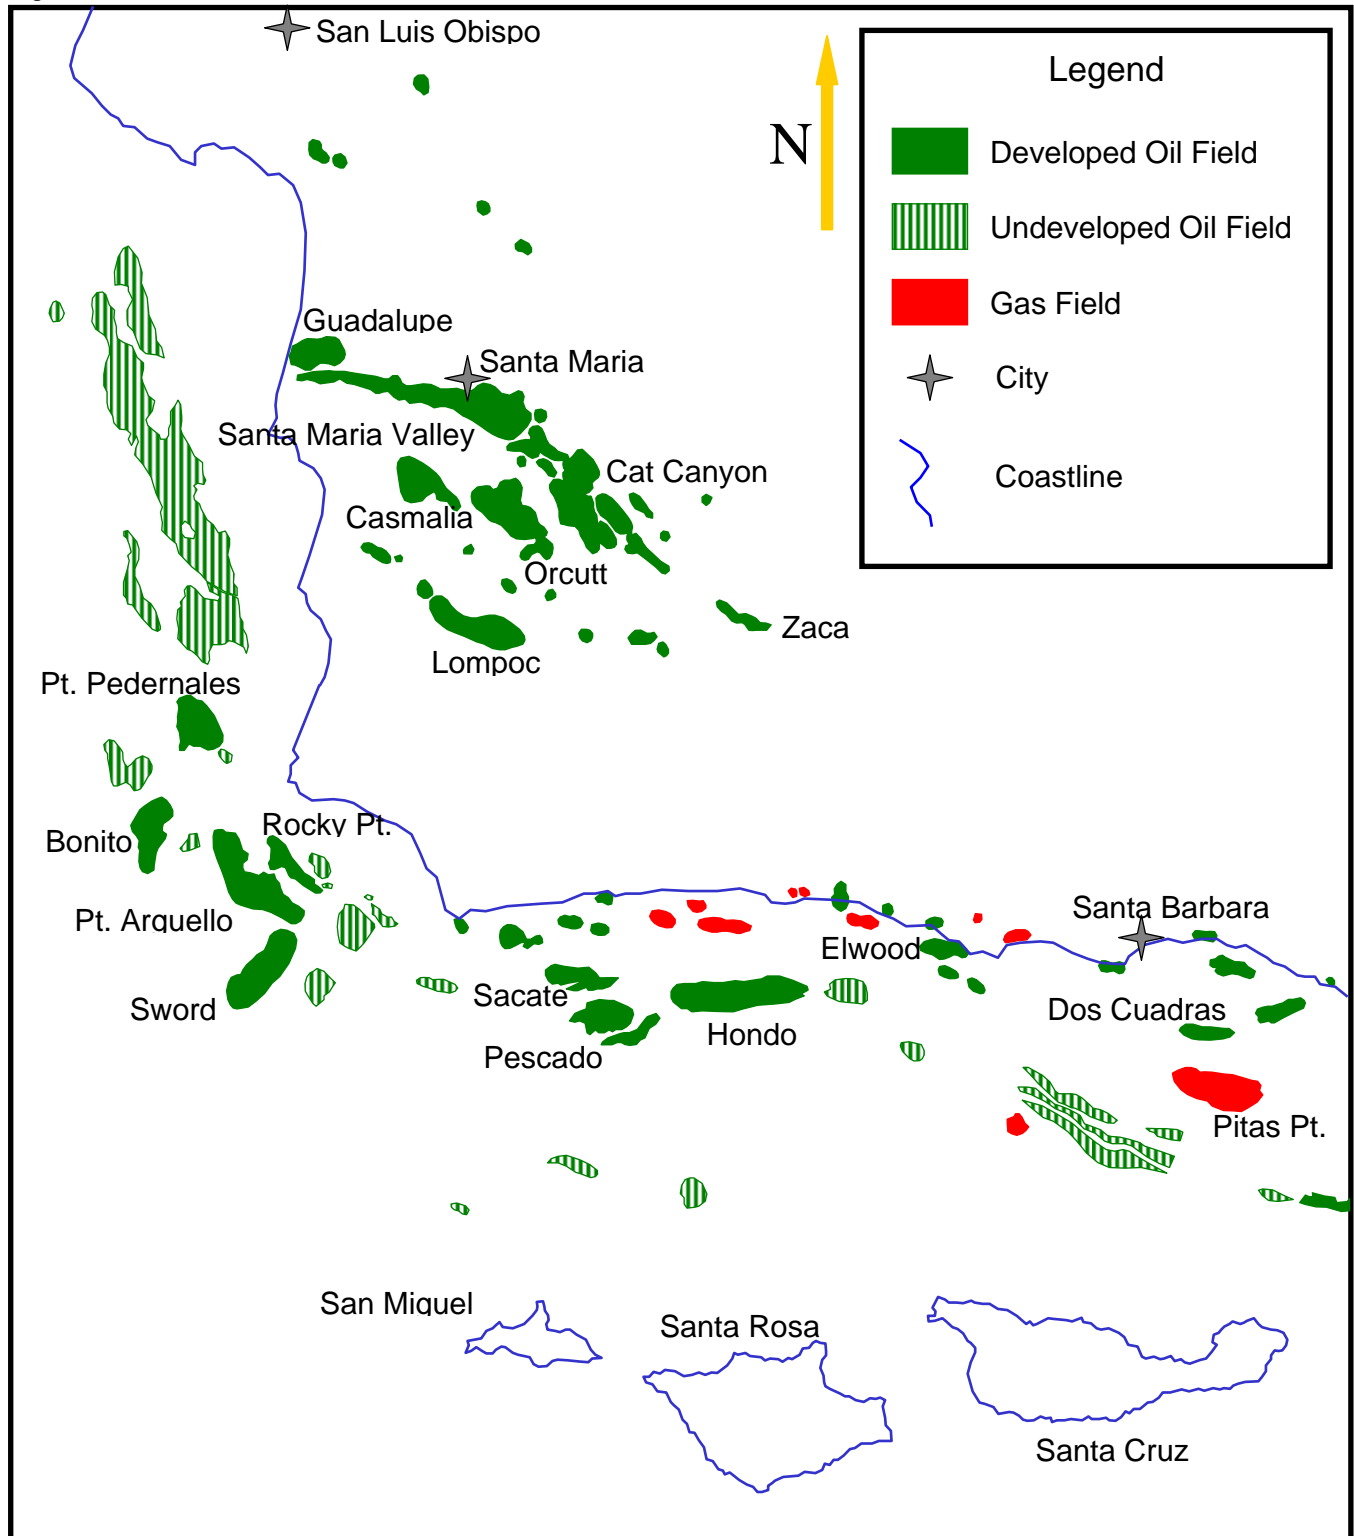 San Luis Obispo
Legend
N
Developed Oil Field
Undeveloped Oil Field
Gas Field
City
Coastline
Guadalupe
Santa Maria
Santa Maria Valley
Cat Canyon
Casmalia
Orcutt
Zaca
Lompoc
Pt. Pedernales
Rocky Pt.
Bonito
Pt. Arguello
Santa Barbara
Elwood
Sacate
Sword
Dos Cuadras
Hondo
Pescado
Pitas Pt.
San Miguel
Santa Rosa
Santa Cruz